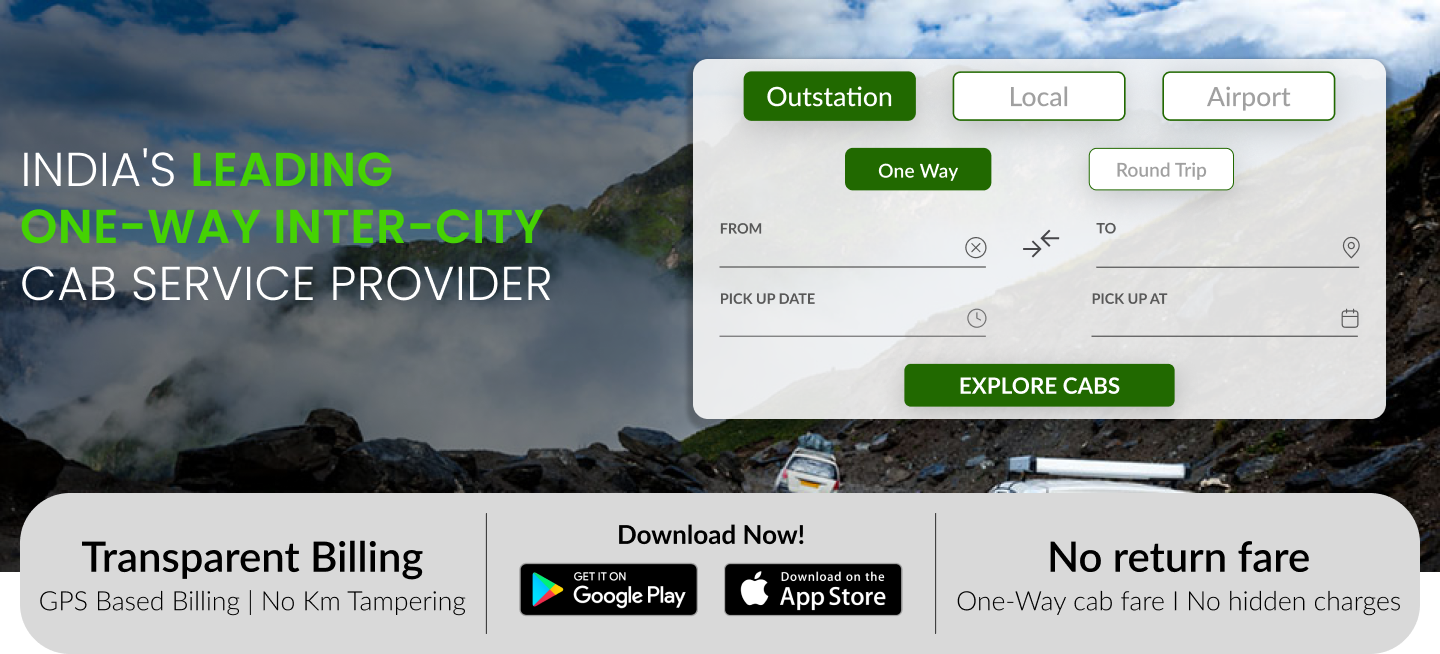 INDIA'S LEADING
ONE-WAY INTER-CITY
CAB SERVICE PROVIDER
Outstation
Local
Airport
One Way
Round Trip
FROM
TO
PICK UP DATE
PICK UP AT
EXPLORE CABS
Transparent Billing
GPS Based Billing | No Km Tampering
Download Now!
GET IT ON
Google Play
Download on the
App Store
No return fare
One-Way cab fare I No hidden charges